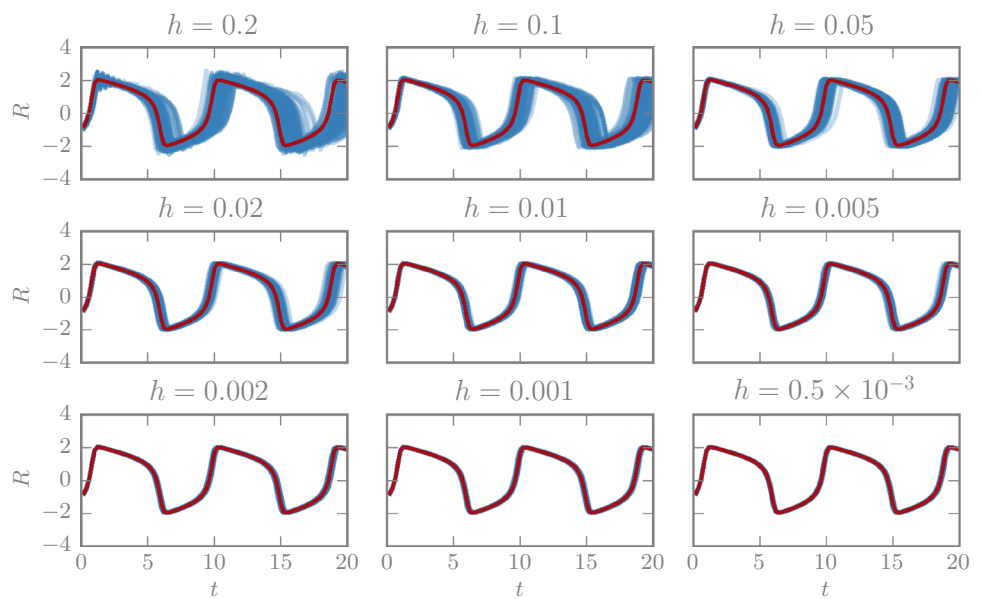 h = 0.2
h = 0.1
h = 0.05
4
2
0
−2
−4
R
h = 0.02
h = 0.01
h = 0.005
4
2
0
−2
−4
R
h = 0.002
h = 0.001
h = 0.5 × 10⁻³
4
2
0
−2
−4
R
0 5 10 15 20
0 5 10 15 20
0 5 10 15 20
t
t
t